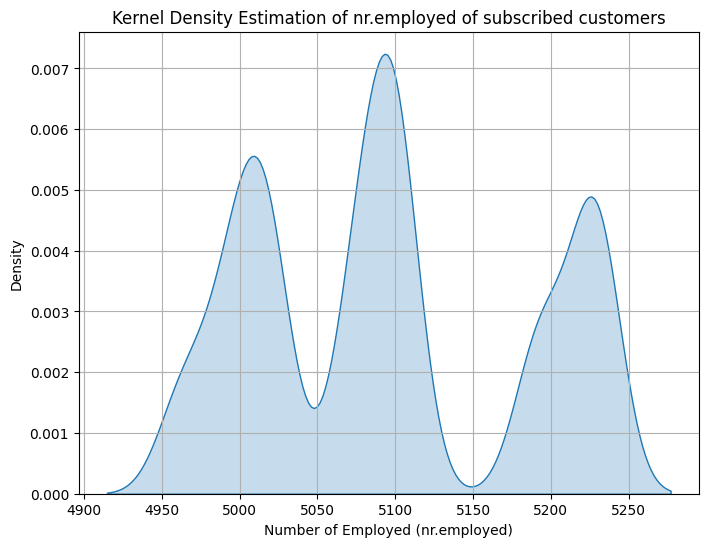 Kernel Density Estimation of nr.employed of subscribed customers
0.007
0.006
0.005
0.004
0.003
0.002
0.001
0.000
Density
4900 4950 5000 5050 5100 5150 5200 5250
Number of Employed (nr.employed)